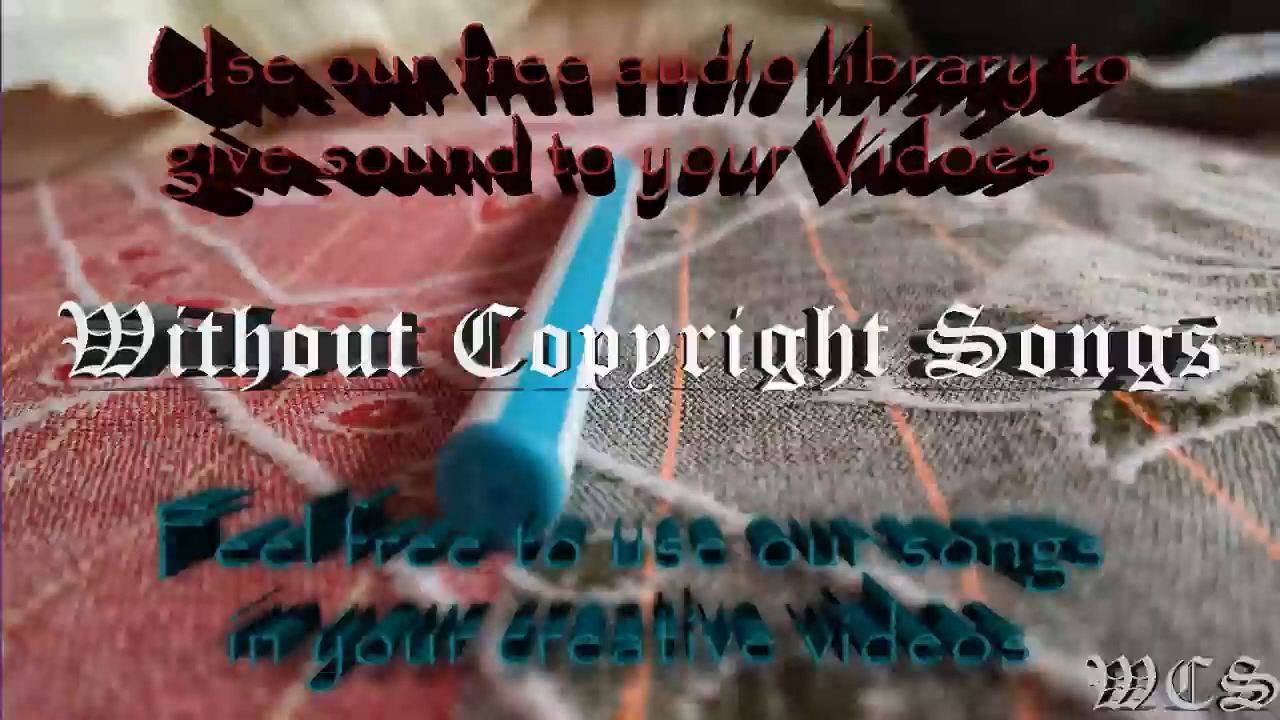 Use our free audio library to
give sound to your Vidoes
Without Copyright Songs
Feel free to use our songs
in your creative videos
WCS